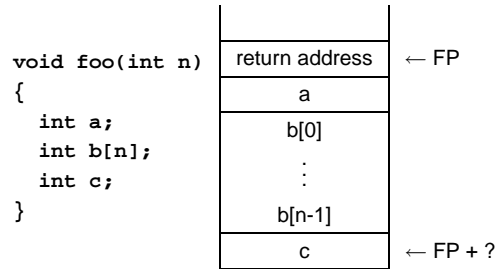 void foo(int n)
{
int a;
int b[n];
int c;
}
return address
← FP
a
b[0]
⋮
b[n-1]
c
← FP + ?